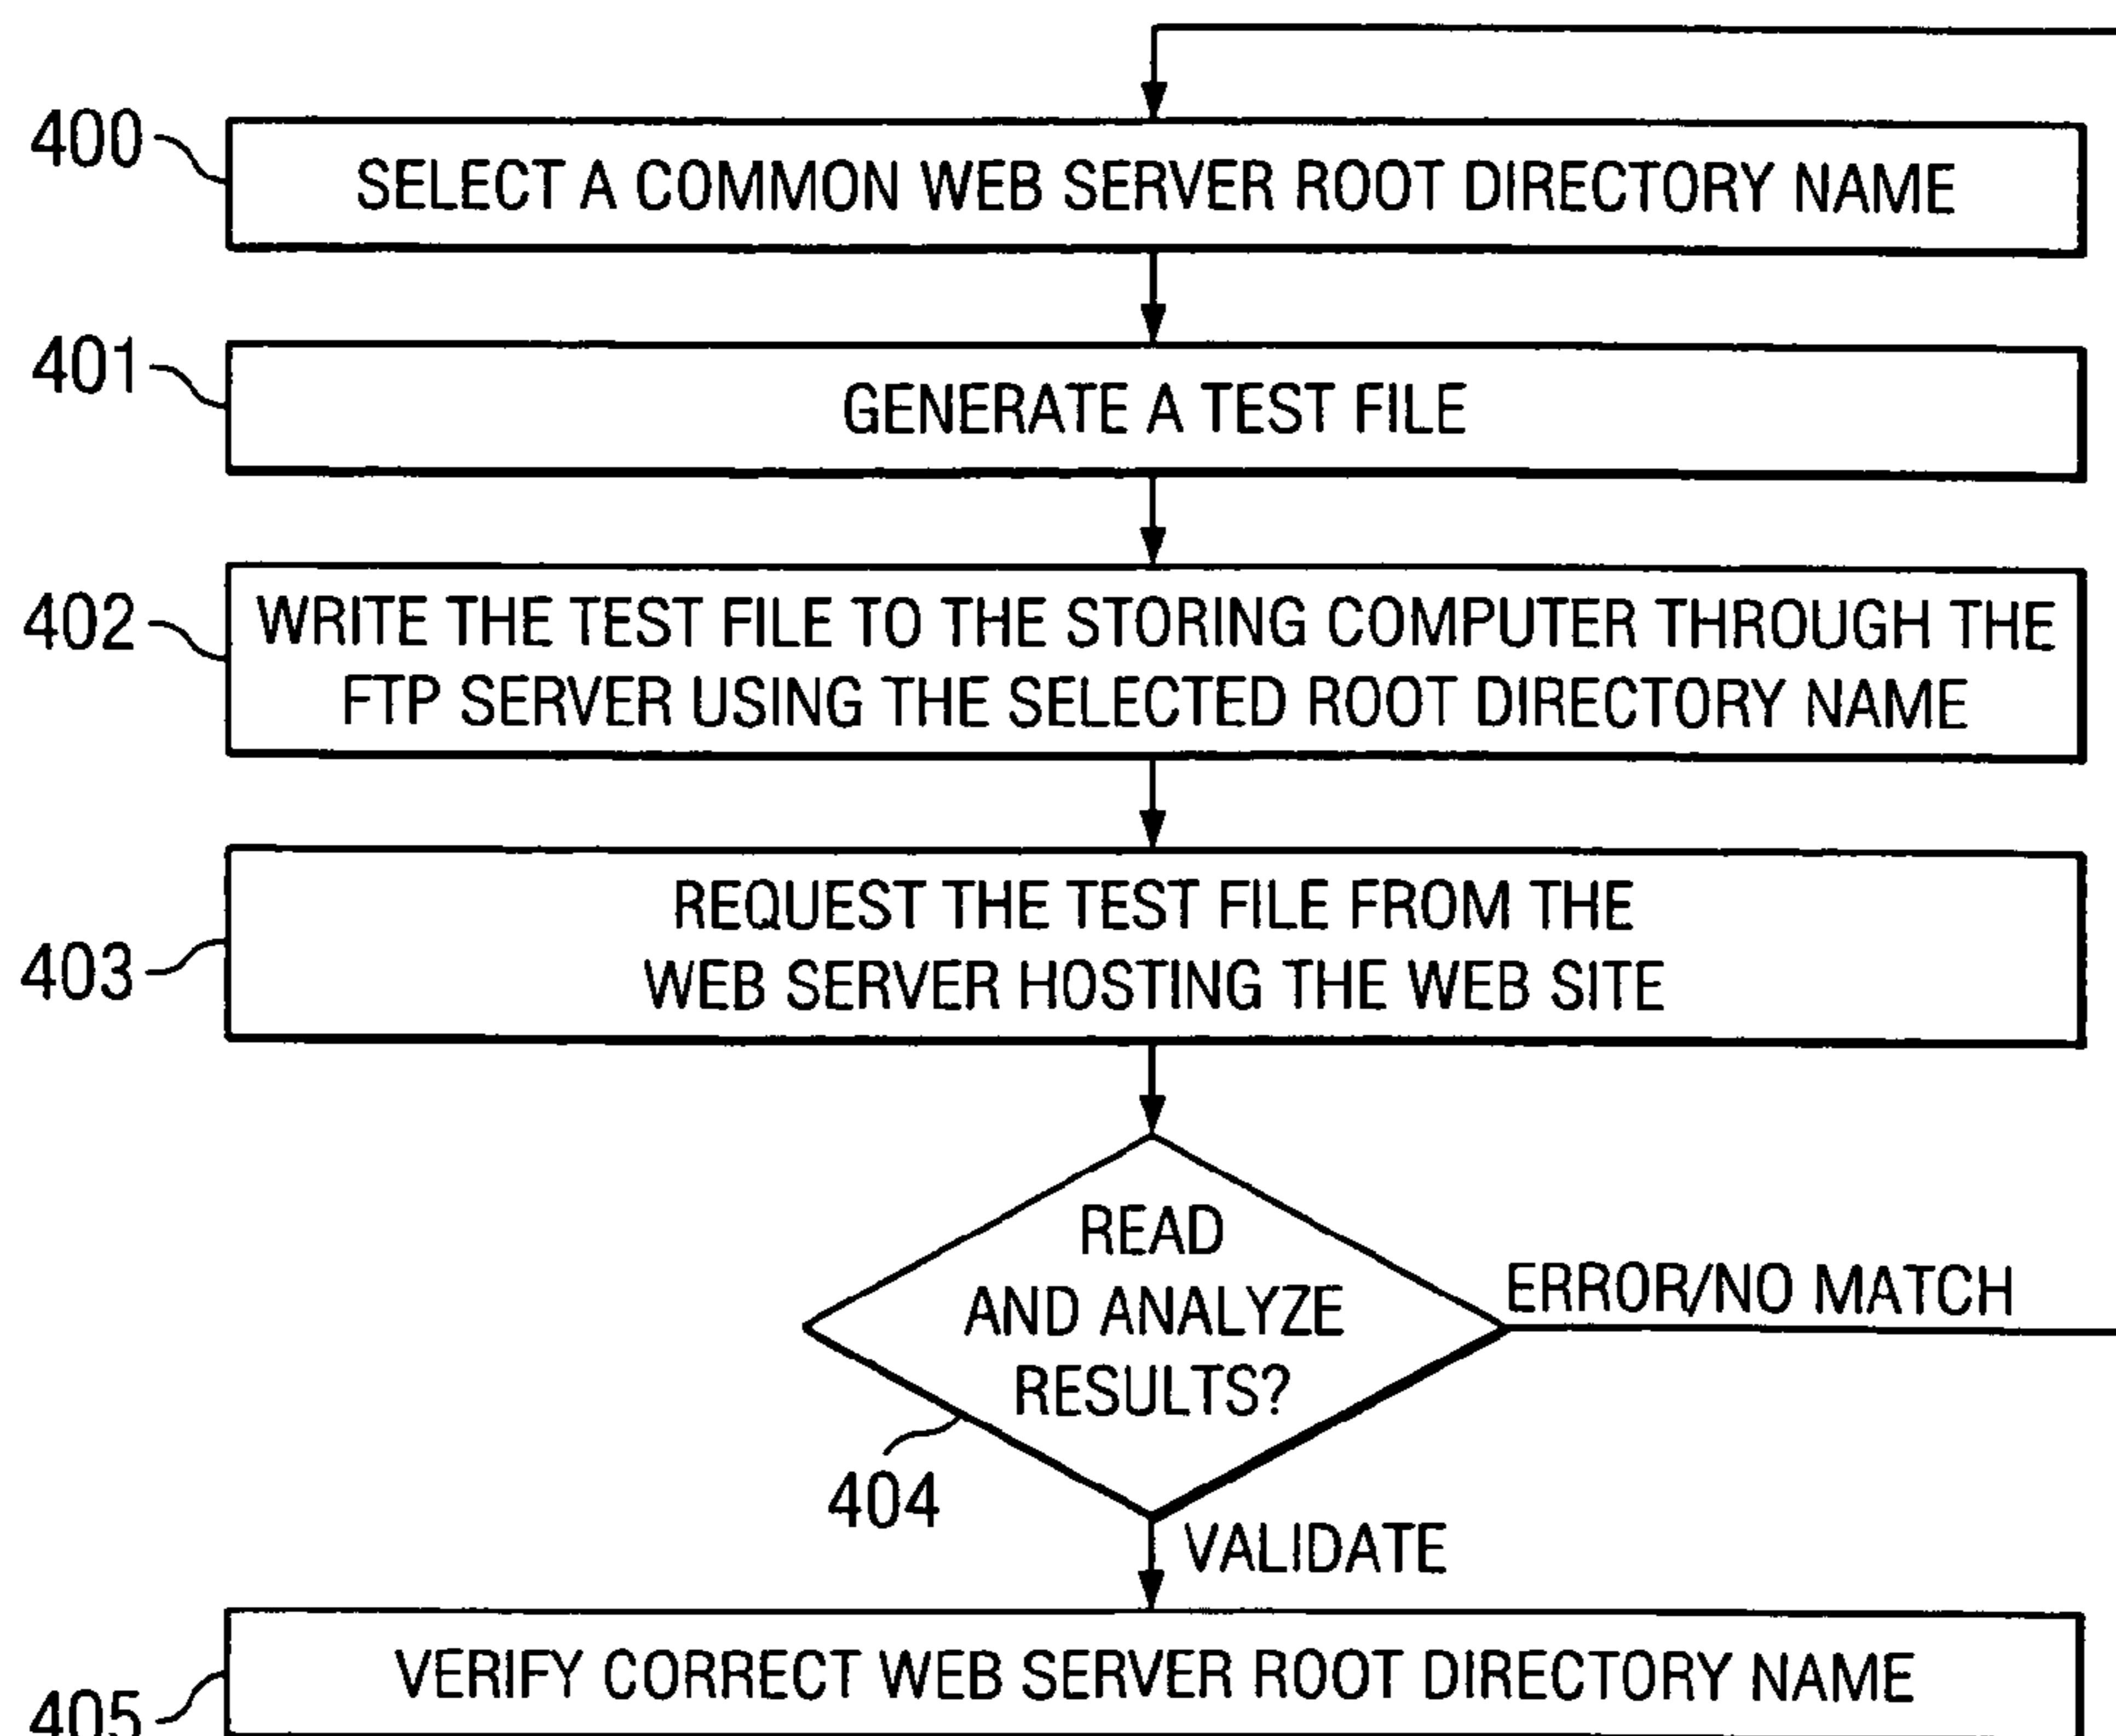 400
SELECT A COMMON WEB SERVER ROOT DIRECTORY NAME
401
GENERATE A TEST FILE
402
WRITE THE TEST FILE TO THE STORING COMPUTER THROUGH THE
FTP SERVER USING THE SELECTED ROOT DIRECTORY NAME
403
REQUEST THE TEST FILE FROM THE
WEB SERVER HOSTING THE WEB SITE
READ
AND ANALYZE
RESULTS?
ERROR/NO MATCH
404
VALIDATE
VERIFY CORRECT WEB SERVER ROOT DIRECTORY NAME
405